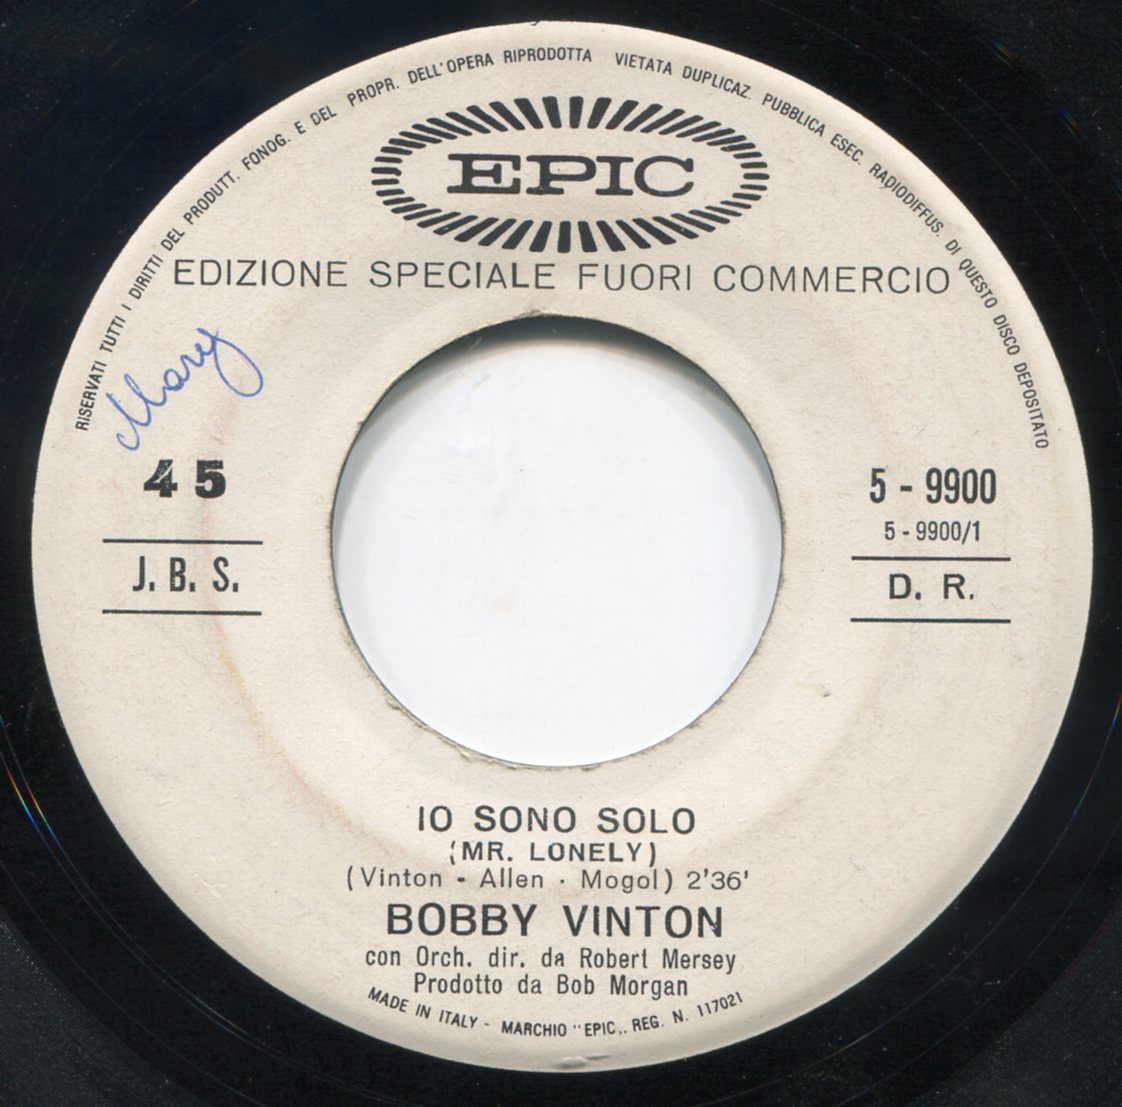 RISERVATI TUTTI I DIRITTI DEL PRODUTT. FONOG. E DEL PROPR. DELL'OPERA RIPRODOTTA VIETATA DUPLICAZ. PUBBLICA ESEC. RADIODIFFUS. DI QUESTO DISCO DEPOSITATO
EPIC
EDIZIONE SPECIALE FUORI COMMERCIO
Mary
45
J. B. S.
5 - 9900
5 - 9900/1
D. R.
IO SONO SOLO
(MR. LONELY)
(Vinton - Allen · Mogol) 2'36'
BOBBY VINTON
con Orch. dir. da Robert Mersey
Prodotto da Bob Morgan
MADE IN ITALY - MARCHIO "EPIC,, REG. N. 117021